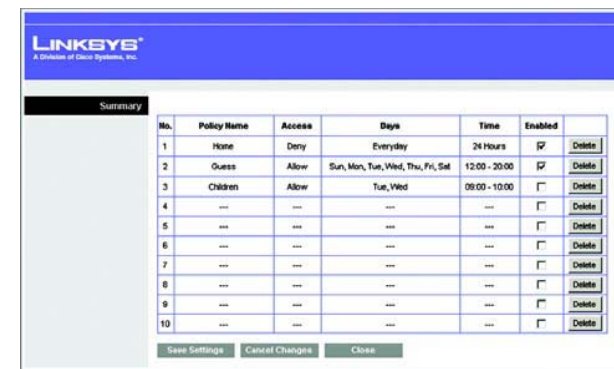 LINKSYS®
A Division of Cisco Systems, Inc.
Summary
No. Policy Name Access Days Time Enabled
1 Home Deny Everyday 24 Hours Delete
2 Guess Allow Sun, Mon, Tue, Wed, Thu, Fri, Sat 12:00 - 20:00 Delete
3 Children Allow Tue, Wed 09:00 - 10:00 Delete
4 --- --- --- --- Delete
5 --- --- --- --- Delete
6 --- --- --- --- Delete
7 --- --- --- --- Delete
8 --- --- --- --- Delete
9 --- --- --- --- Delete
10 --- --- --- --- Delete
Save Settings Cancel Changes Close